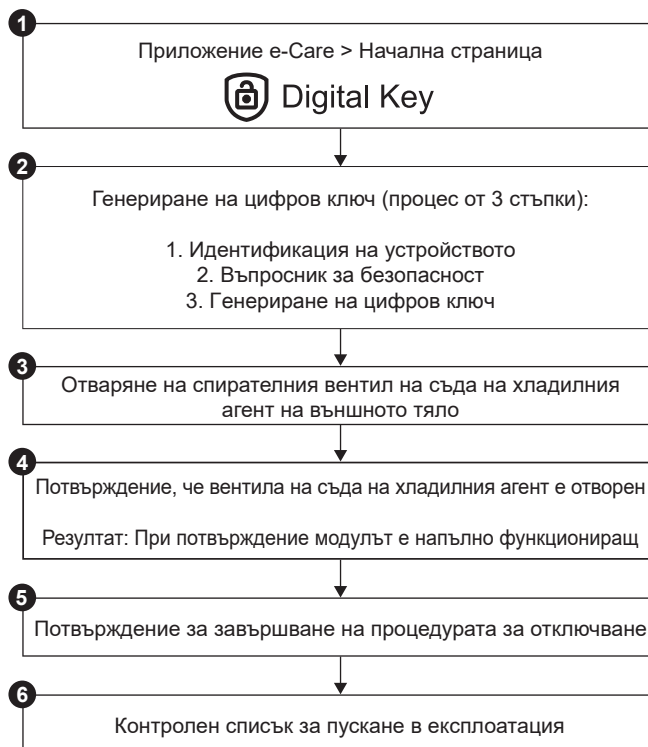 1
Приложение e-Care > Начална страница
Digital Key
2
Генериране на цифров ключ (процес от 3 стъпки):
1. Идентификация на устройството
2. Въпросник за безопасност
3. Генериране на цифров ключ
3
Отваряне на спирателния вентил на съда на хладилния
агент на външното тяло
4
Потвърждение, че вентила на съда на хладилния агент е отворен
Резултат: При потвърждение модулът е напълно функциониращ
5
Потвърждение за завършване на процедурата за отключване
6
Контролен списък за пускане в експлоатация